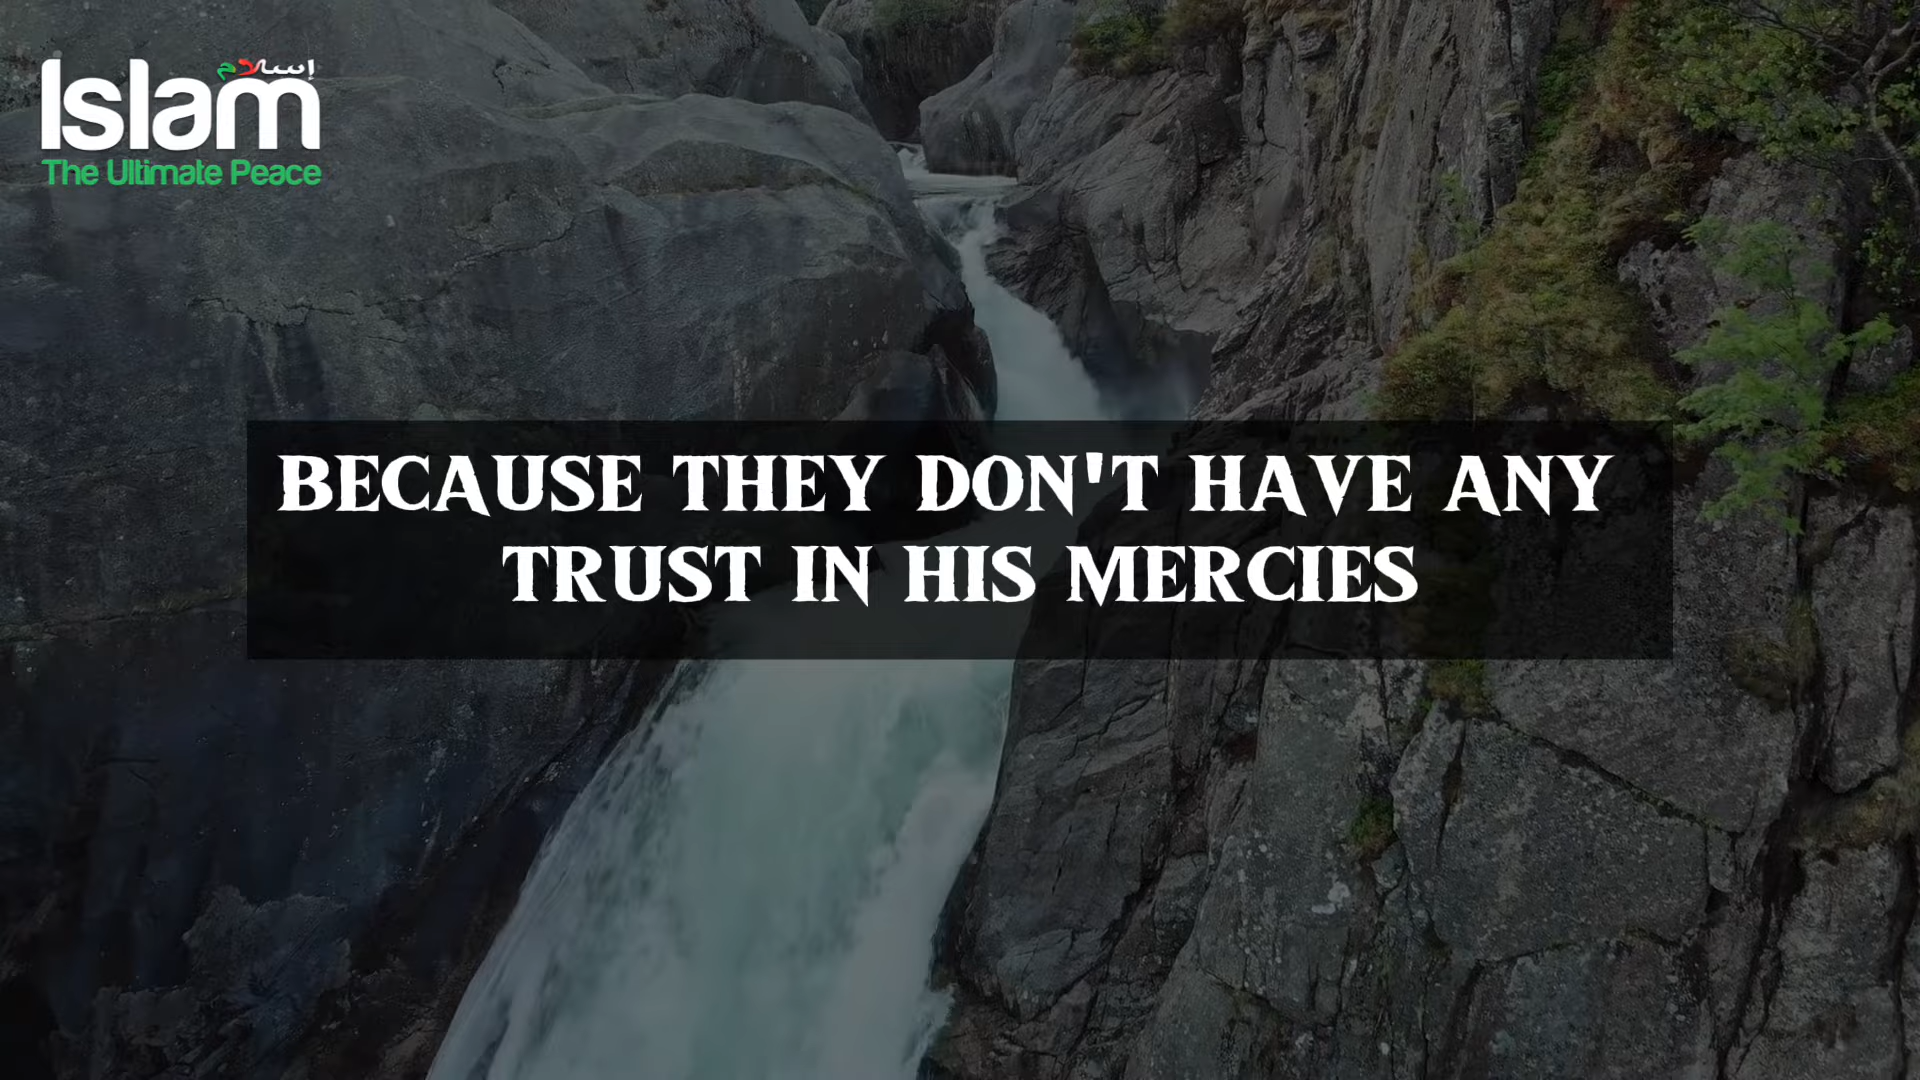 إسلام
Islam
The Ultimate Peace
BECAUSE THEY DON'T HAVE ANY
TRUST IN HIS MERCIES